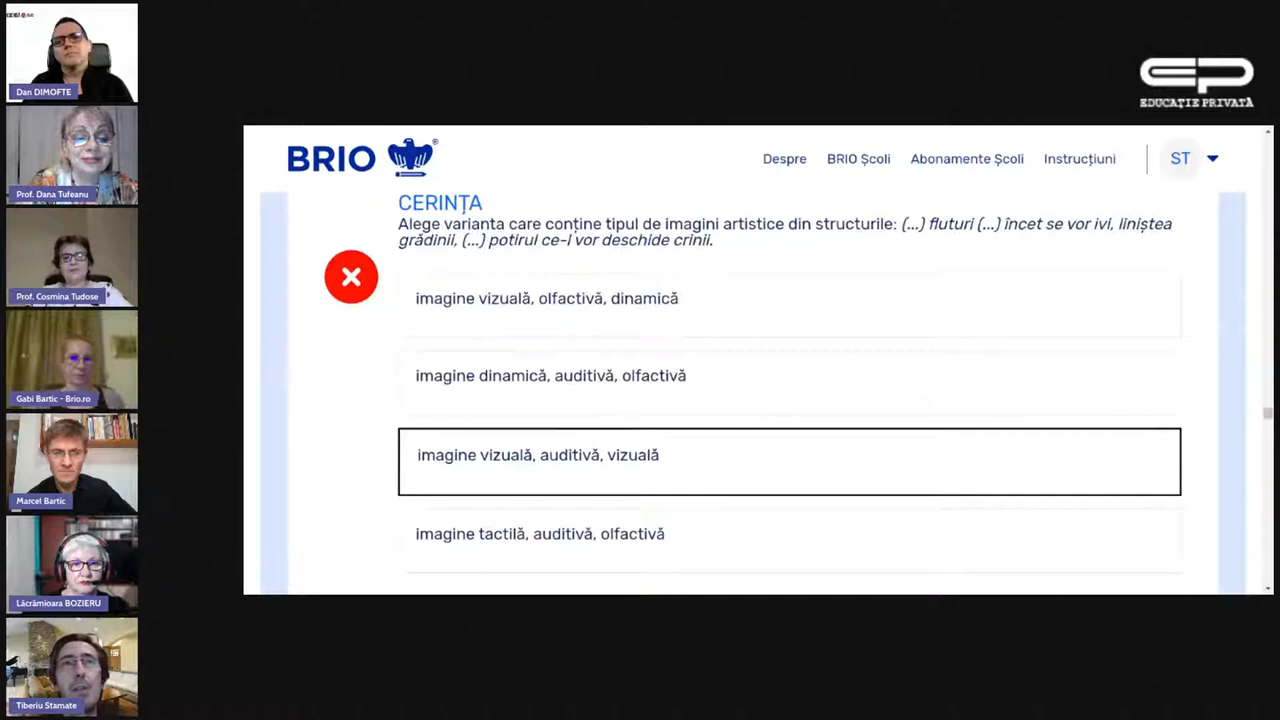 Dan DIMOFTE
Prof. Dana Tufeanu
Prof. Cosmina Tudose
Gabi Bartic - Brio.ro
Marcel Bartic
Lăcrămioara BOZIERU
Tiberiu Stamate
EDUCAȚIE PRIVATĂ
BRIO
Despre BRIO Școli Abonamente Școli Instrucțiuni ST
CERINȚA
Alege varianta care conține tipul de imagini artistice din structurile: (...) fluturi (...) încet se vor ivi, liniștea
grădinii, (...) potirul ce-l vor deschide crinii.
imagine vizuală, olfactivă, dinamică
imagine dinamică, auditivă, olfactivă
imagine vizuală, auditivă, vizuală
imagine tactilă, auditivă, olfactivă